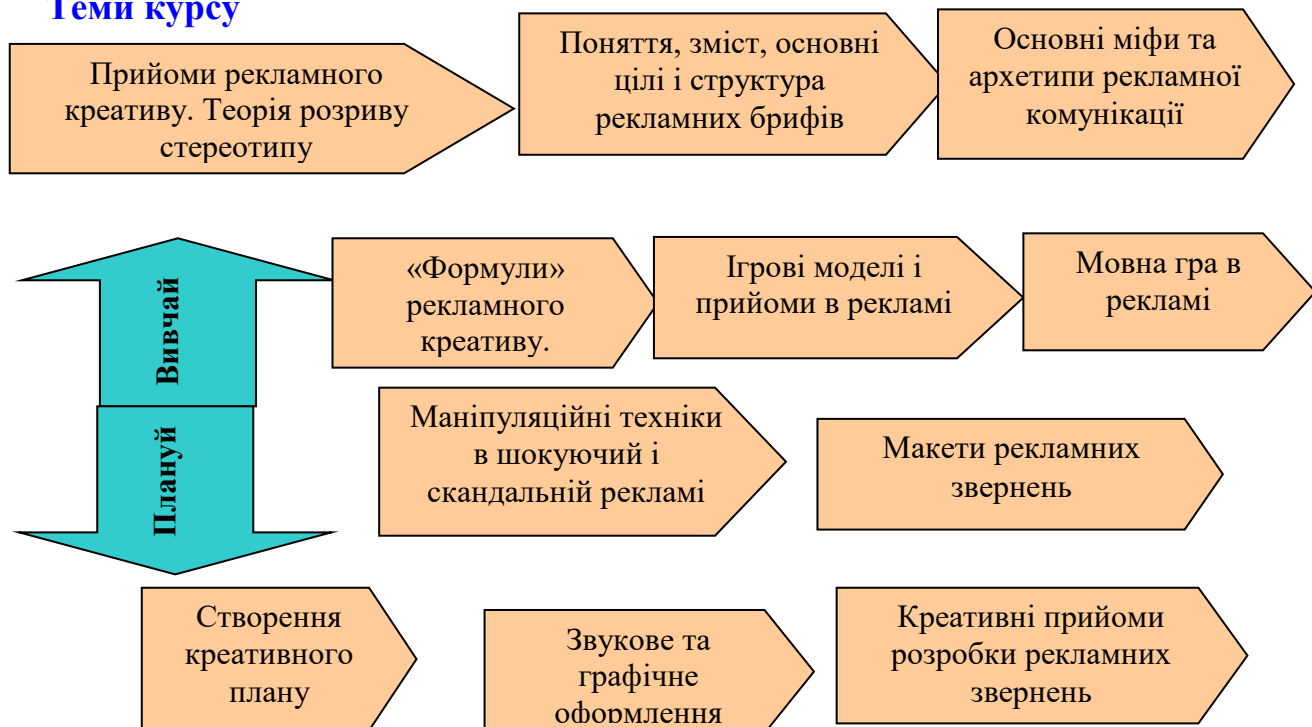 Теми курсу
Прийоми рекламного
креативу. Теорія розриву
стереотипу
Поняття, зміст, основні
цілі і структура
рекламних брифів
Основні міфи та
архетипи рекламної
комунікації
Вивчай
«Формули»
рекламного
креативу.
Ігрові моделі і
прийоми в рекламі
Мовна гра в
рекламі
Плануй
Маніпуляційні техніки
в шокуючий і
скандальній рекламі
Макети рекламних
звернень
Створення
креативного
плану
Звукове та
графічне
оформлення
Креативні прийоми
розробки рекламних
звернень